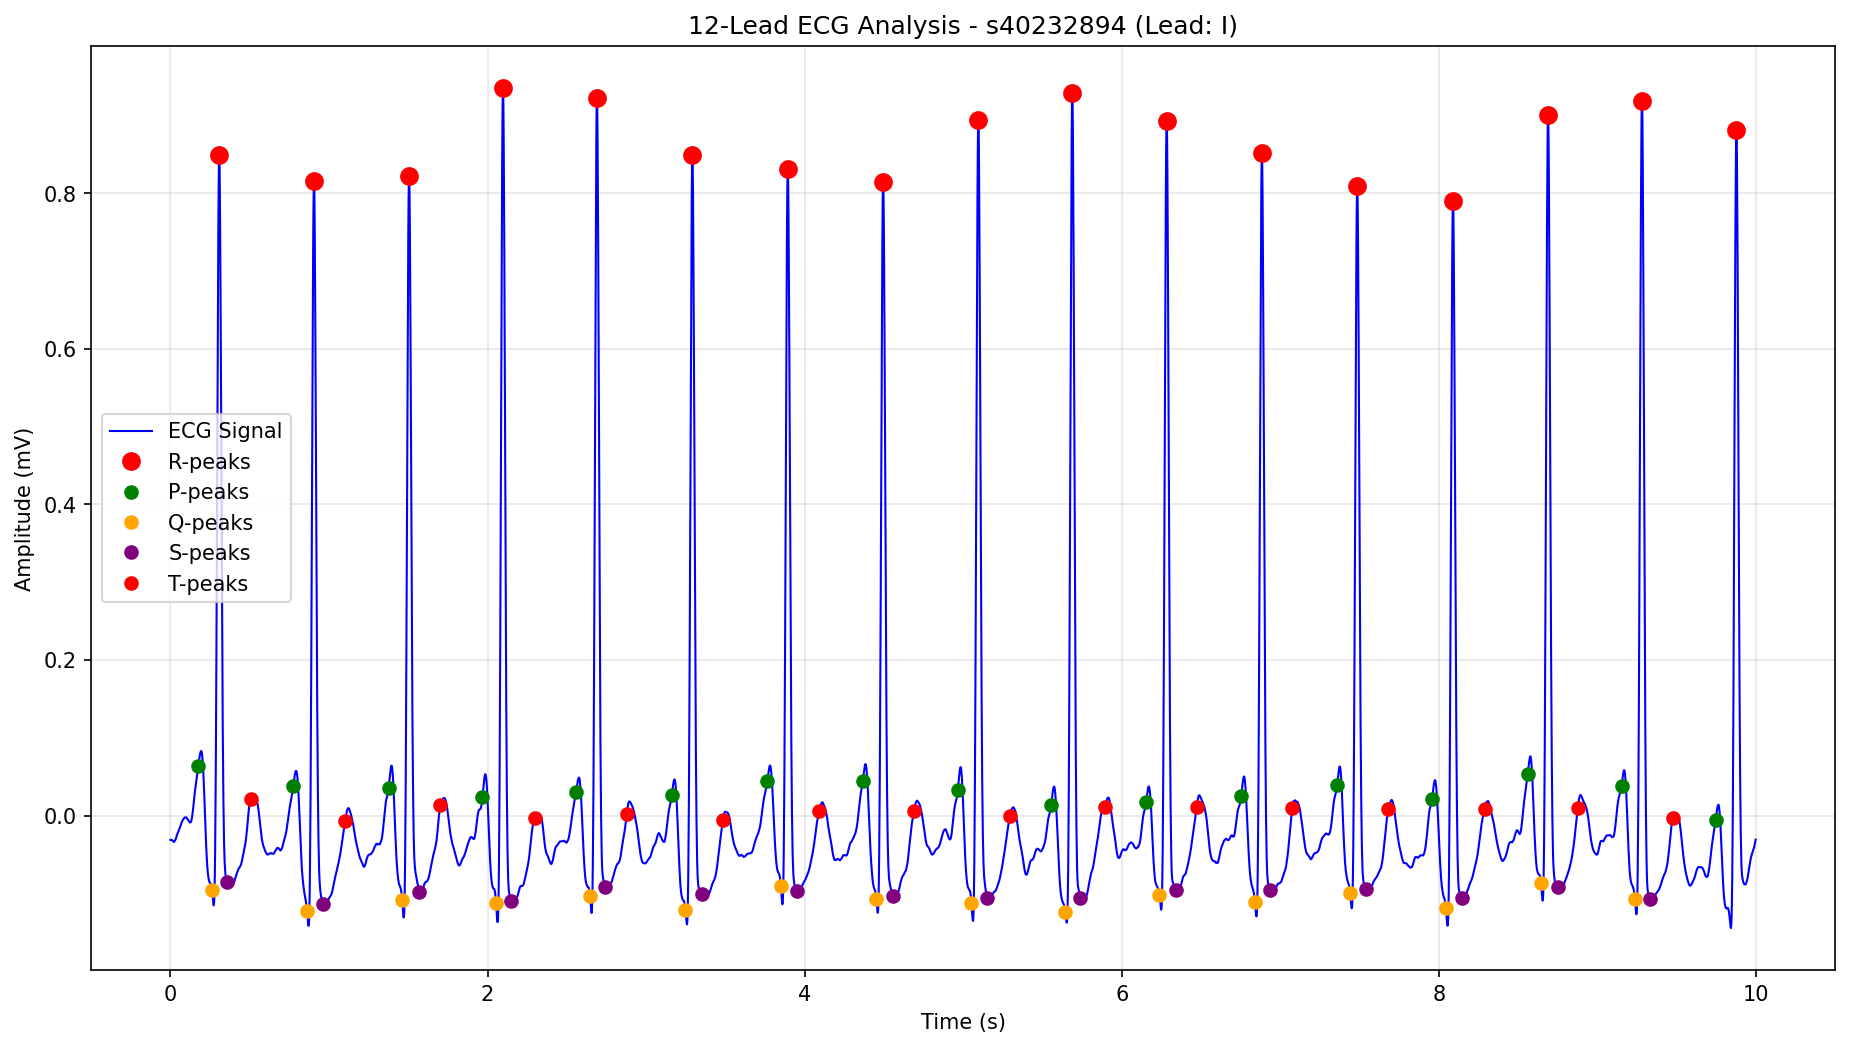 12-Lead ECG Analysis - s40232894 (Lead: I)
Amplitude (mV)
0.8
0.6
0.4
0.2
0.0
ECG Signal
R-peaks
P-peaks
Q-peaks
S-peaks
T-peaks
0 2 4 6 8 10
Time (s)